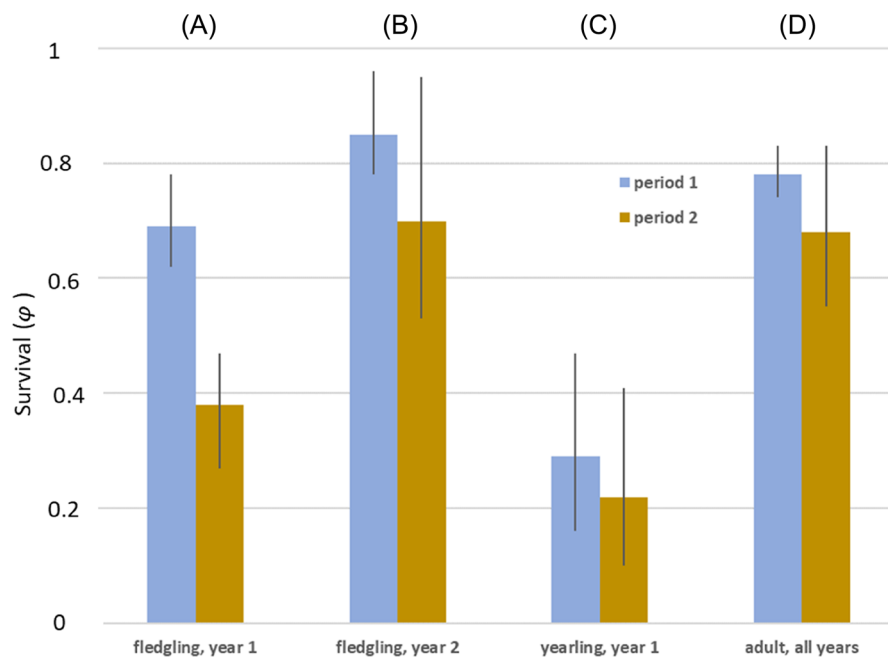 (A) (B) (C) (D)
1
0.8
0.6
0.4
0.2
0
Survival (φ )
period 1
period 2
fledgling, year 1 fledgling, year 2 yearling, year 1 adult, all years